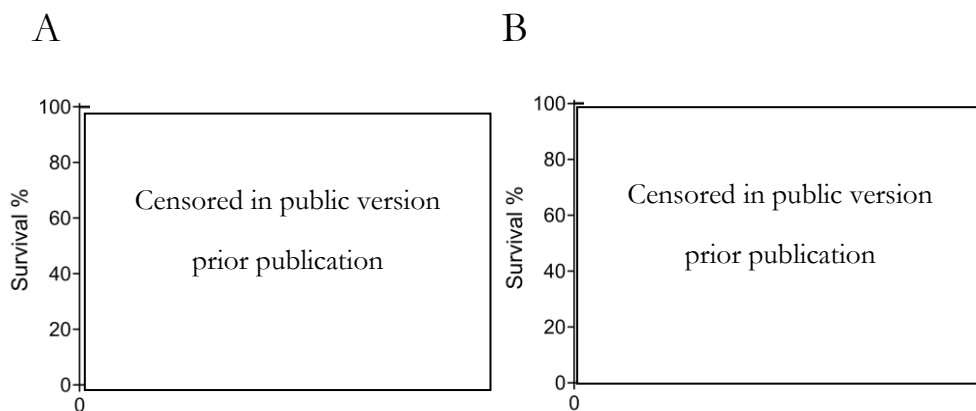 A
B
Survival %
100
80
60
40
20
0
0
Censored in public version
prior publication
Survival %
100
80
60
40
20
0
0
Censored in public version
prior publication